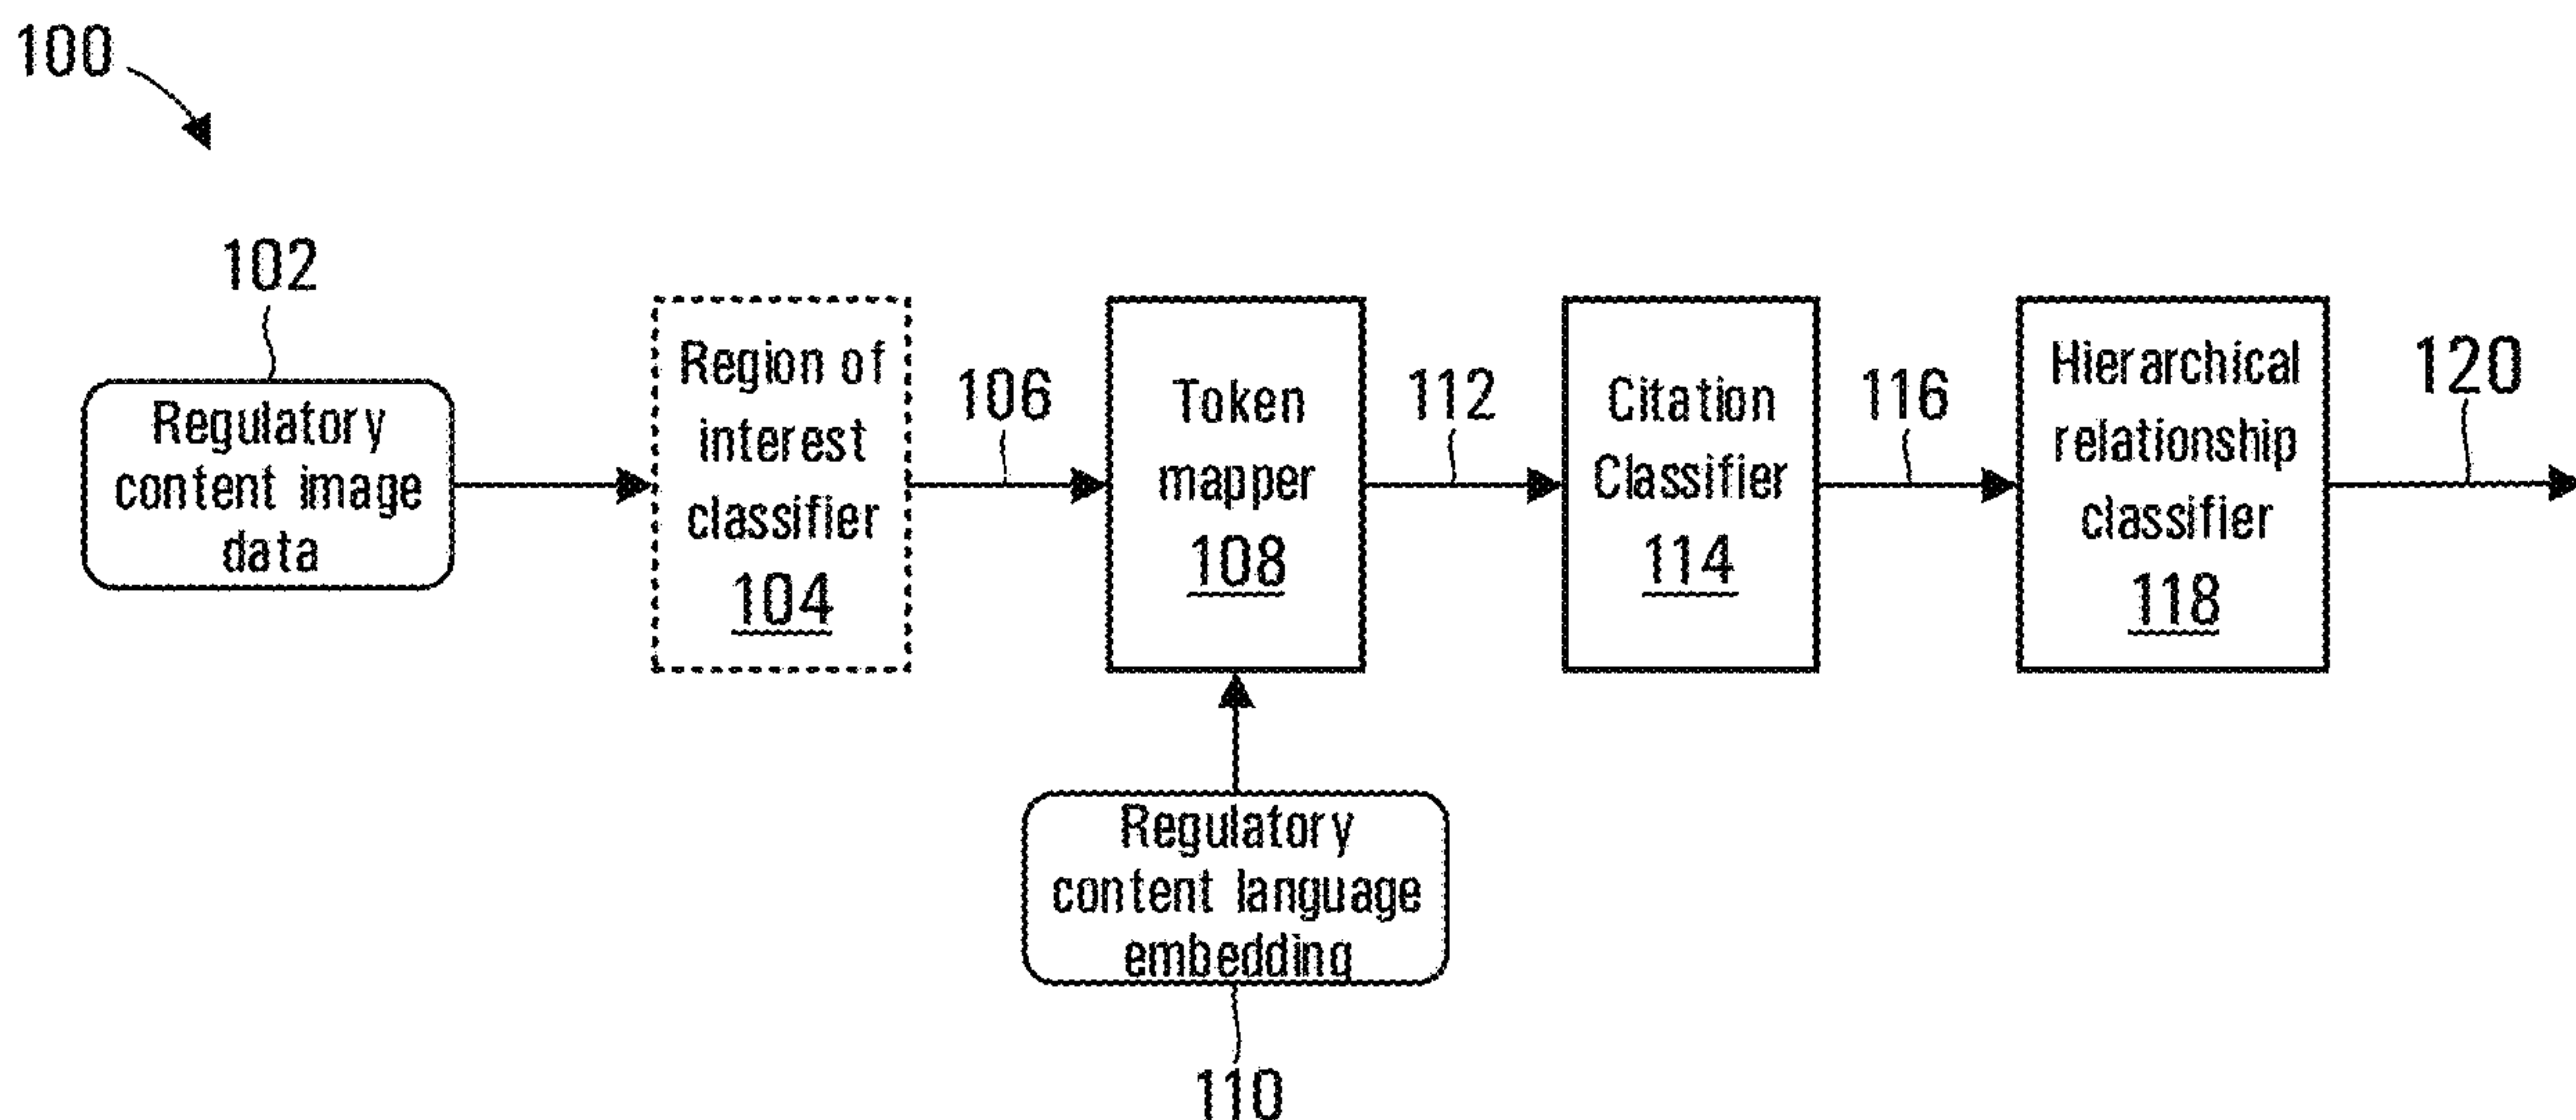 100
102
Regulatory
content image
data
Region of
interest
classifier
104
106
Token
mapper
108
112
Citation
Classifier
114
116
Hierarchical
relationship
classifier
118
120
Regulatory
content language
embedding
110